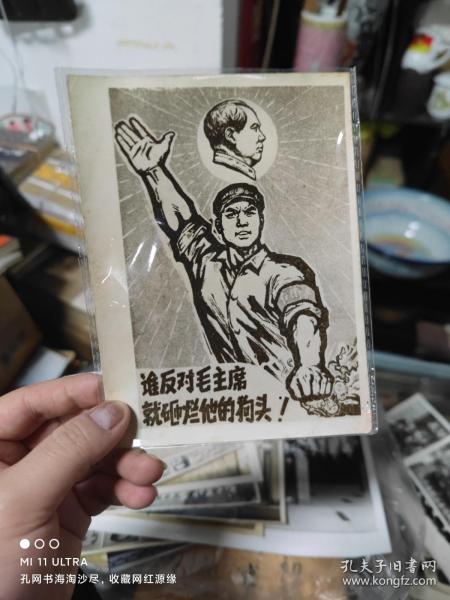 谁反对毛主席
就砸烂他的狗头！
MI 11 ULTRA
孔网书海淘沙尽，收藏网红源缘
孔夫子旧书网
www.kongfz.com